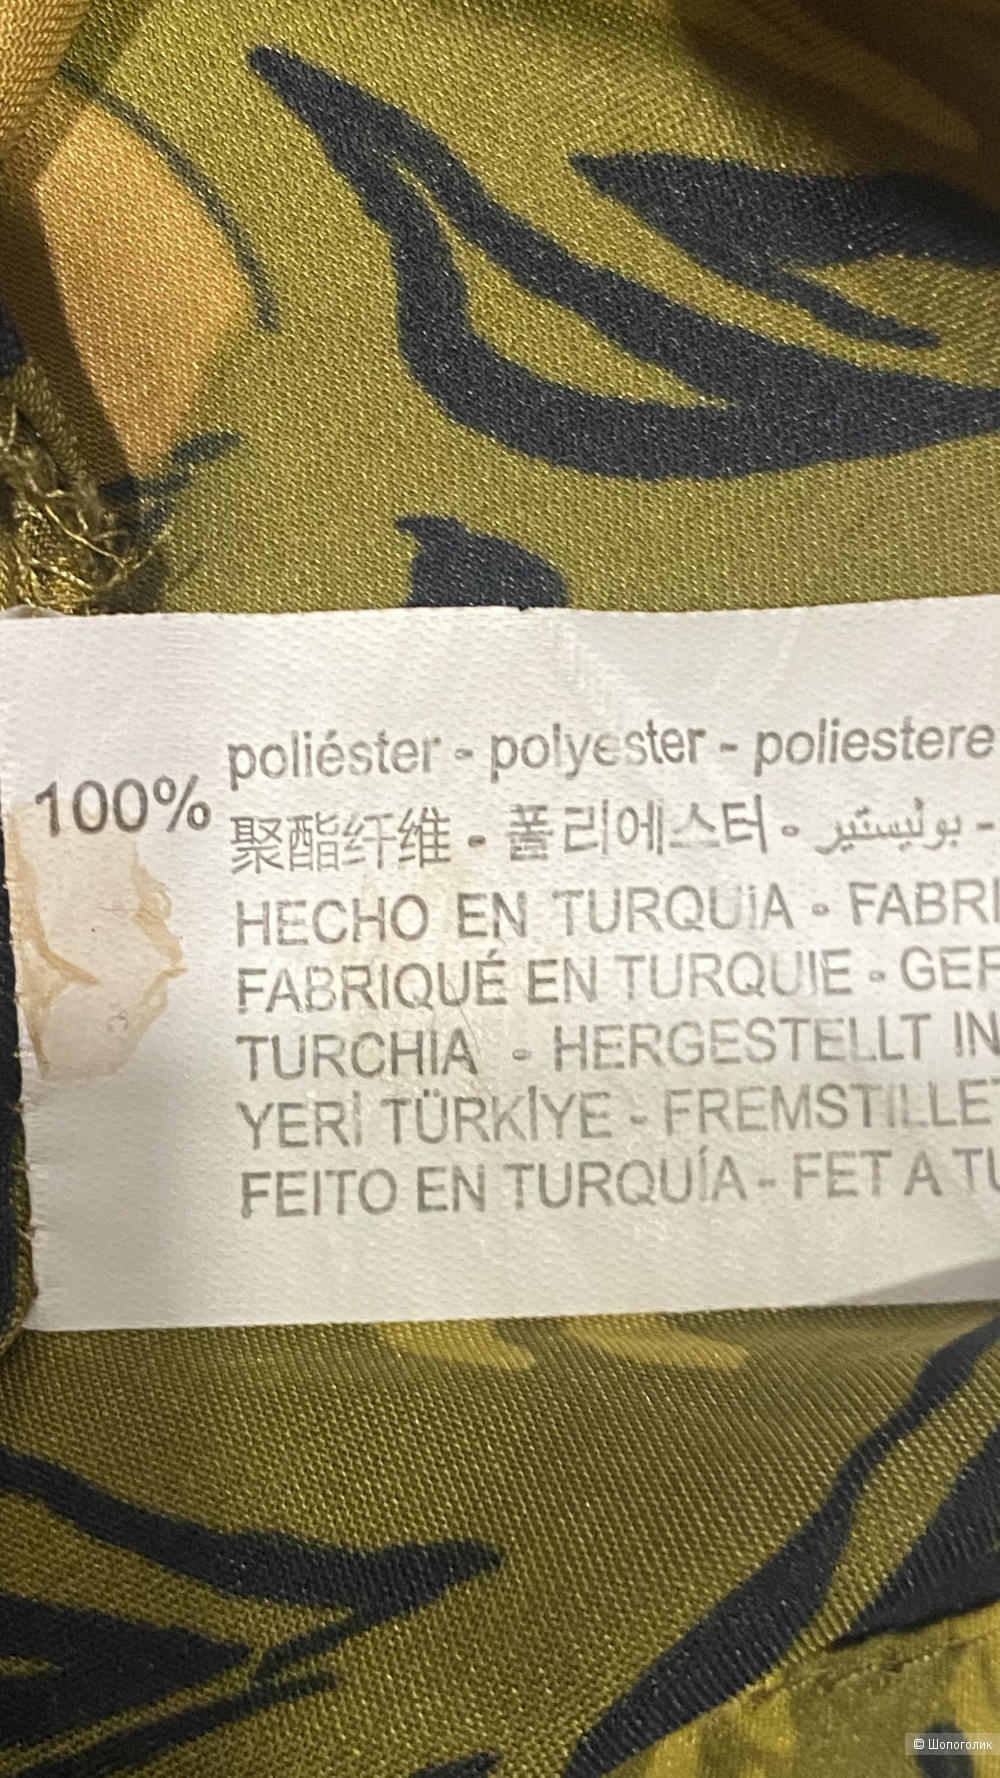 poliéster - polyester - poliestere
100%
聚酯纤维 - 폴리에스터 - بوليستير -
HECHO EN TURQUiA - FABRI
FABRIQUÉ EN TURQUIE - GEF
TURCHIA - HERGESTELLT IN
YERİ TÜRKİYE - FREMSTILLET
FEITO EN TURQUÍA - FET A TU
© Шопоголик